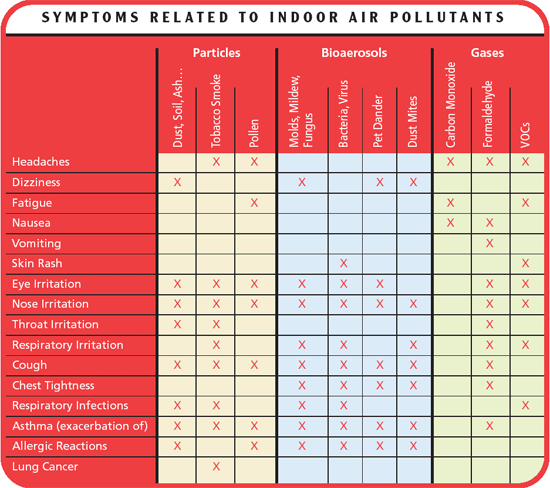 SYMPTOMS RELATED TO INDOOR AIR POLLUTANTS
Particles Bioaerosols Gases
Dust, Soil, Ash... Tobacco Smoke Pollen Molds, Mildew, Fungus Bacteria, Virus Pet Dander Dust Mites Carbon Monoxide Formaldehyde VOCs
Headaches X X X X X
Dizziness X X X X
Fatigue X X X
Nausea X X
Vomiting X
Skin Rash X X
Eye Irritation X X X X X X X X
Nose Irritation X X X X X X X X X
Throat Irritation X X X
Respiratory Irritation X X X X X X
Cough X X X X X X X X
Chest Tightness X X X X X
Respiratory Infections X X X X X
Asthma (exacerbation of) X X X X X X X X
Allergic Reactions X X X X X X
Lung Cancer X